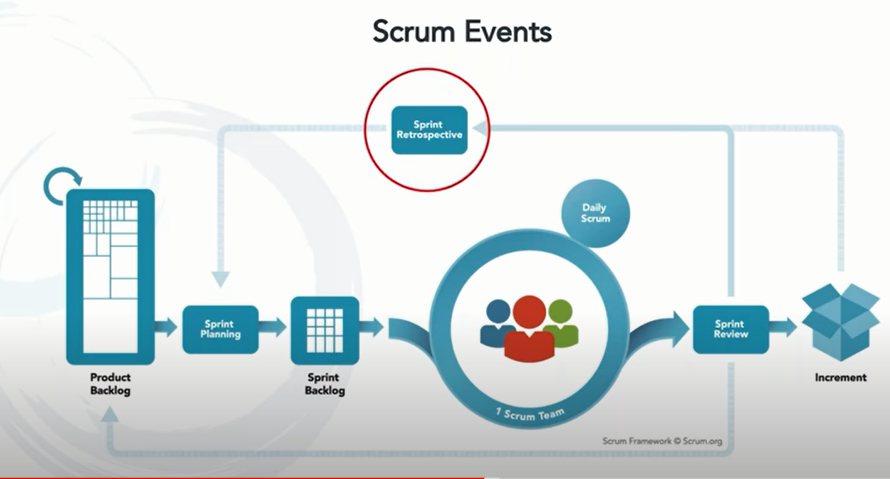 Scrum Events
Sprint
Retrospective
Daily
Scrum
Sprint
Planning
Sprint
Review
Product
Backlog
Sprint
Backlog
1 Scrum Team
Increment
Scrum Framework © Scrum.org